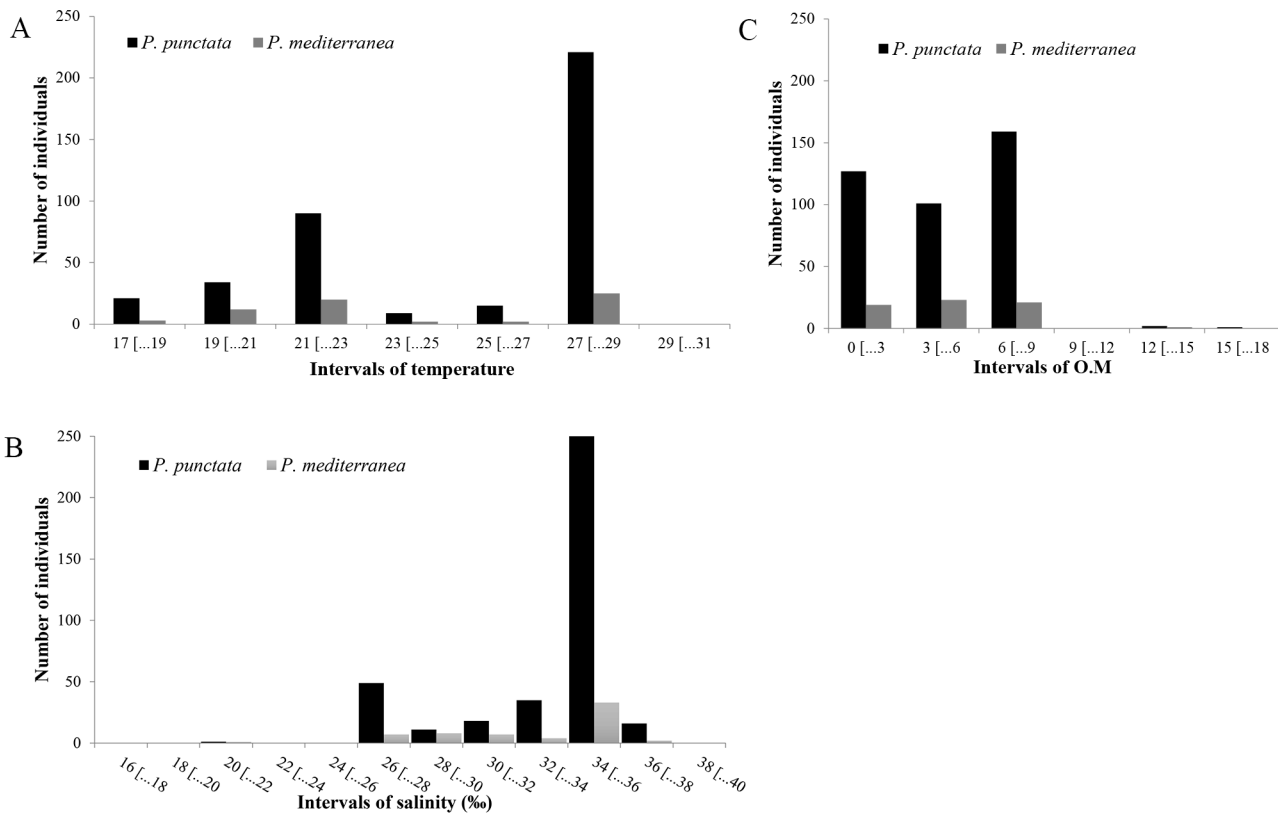 A
250
200
150
100
50
0
Number of individuals
P. punctata P. mediterranea
17 [...19 19 [...21 21 [...23 23 [...25 25 [...27 27 [...29 29 [...31
Intervals of temperature
C
250
200
150
100
50
0
Number of individuals
P. punctata P. mediterranea
0 [...3 3 [...6 6 [...9 9 [...12 12 [...15 15 [...18
Intervals of O.M
B
250
200
150
100
50
0
Number of individuals
P. punctata P. mediterranea
16 [...18 18 [...20 20 [...22 22 [...24 24 [...26 26 [...28 28 [...30 30 [...32 32 [...34 34 [...36 36 [...38 38 [...40
Intervals of salinity (‰)